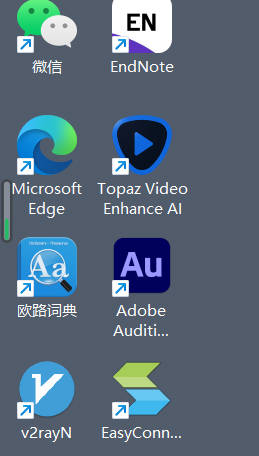 微信
EN
EndNote
Microsoft
Edge
Topaz Video
Enhance AI
Aa
欧路词典
Au
Adobe
Auditi...
V
v2rayN
EasyConn...